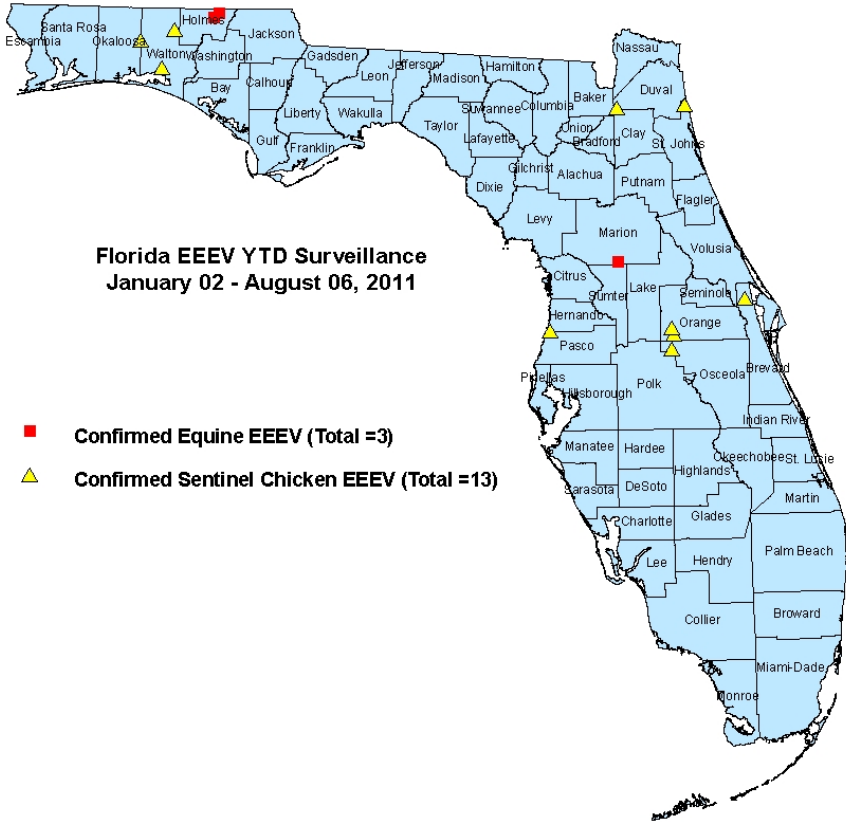 Holmes
Jackson
Santa Rosa
Escambia
Okaloosa
Walton
Washington
Gadsden
Jefferson
Hamilton
Nassau
Leon
Madison
Calhoun
Bay
Duval
Baker
Columbia
Suwannee
Liberty
Wakulla
Taylor
Union
Clay
Bradford
Lafayette
St. Johns
Gulf
Franklin
Gilchrist
Alachua
Putnam
Dixie
Flagler
Levy
Marion
Volusia
Florida EEEV YTD Surveillance
January 02 - August 06, 2011
Citrus
Lake
Sumter
Seminole
Hernando
Orange
Pasco
Brevard
Osceola
Pinellas
Polk
Hillsborough
Indian River
Confirmed Equine EEEV (Total =3)
Manatee
Hardee
Okeechobee
St. Lucie
Highlands
Confirmed Sentinel Chicken EEEV (Total =13)
DeSoto
Sarasota
Martin
Glades
Charlotte
Palm Beach
Lee
Hendry
Broward
Collier
Miami-Dade
Monroe